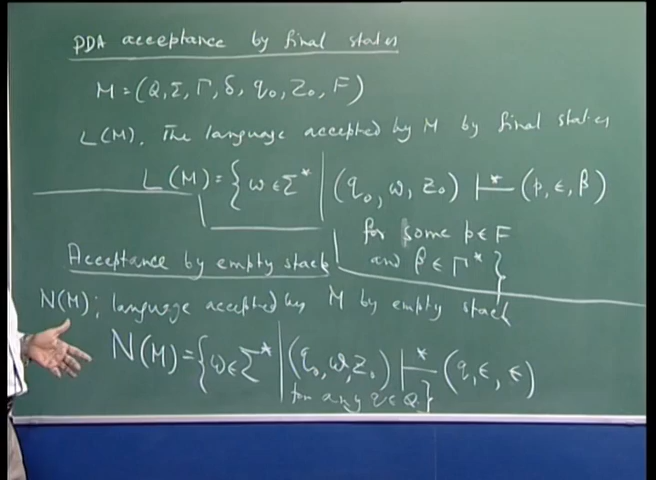 PDA acceptance by final states
M = (Q, Σ, Γ, δ, q₀, Z₀, F)
L(M), The language accepted by M by final states
L(M) = { ω ∈ Σ* | (q₀, ω, Z₀) ⊢* (p, ε, β)
for some p ∈ F
and β ∈ Γ* }
Acceptance by empty stack
N(M); language accepted by M by empty stack
N(M) = { ω ∈ Σ* | (q₀, ω, Z₀) ⊢* (q, ε, ε)
for any q ∈ Q }